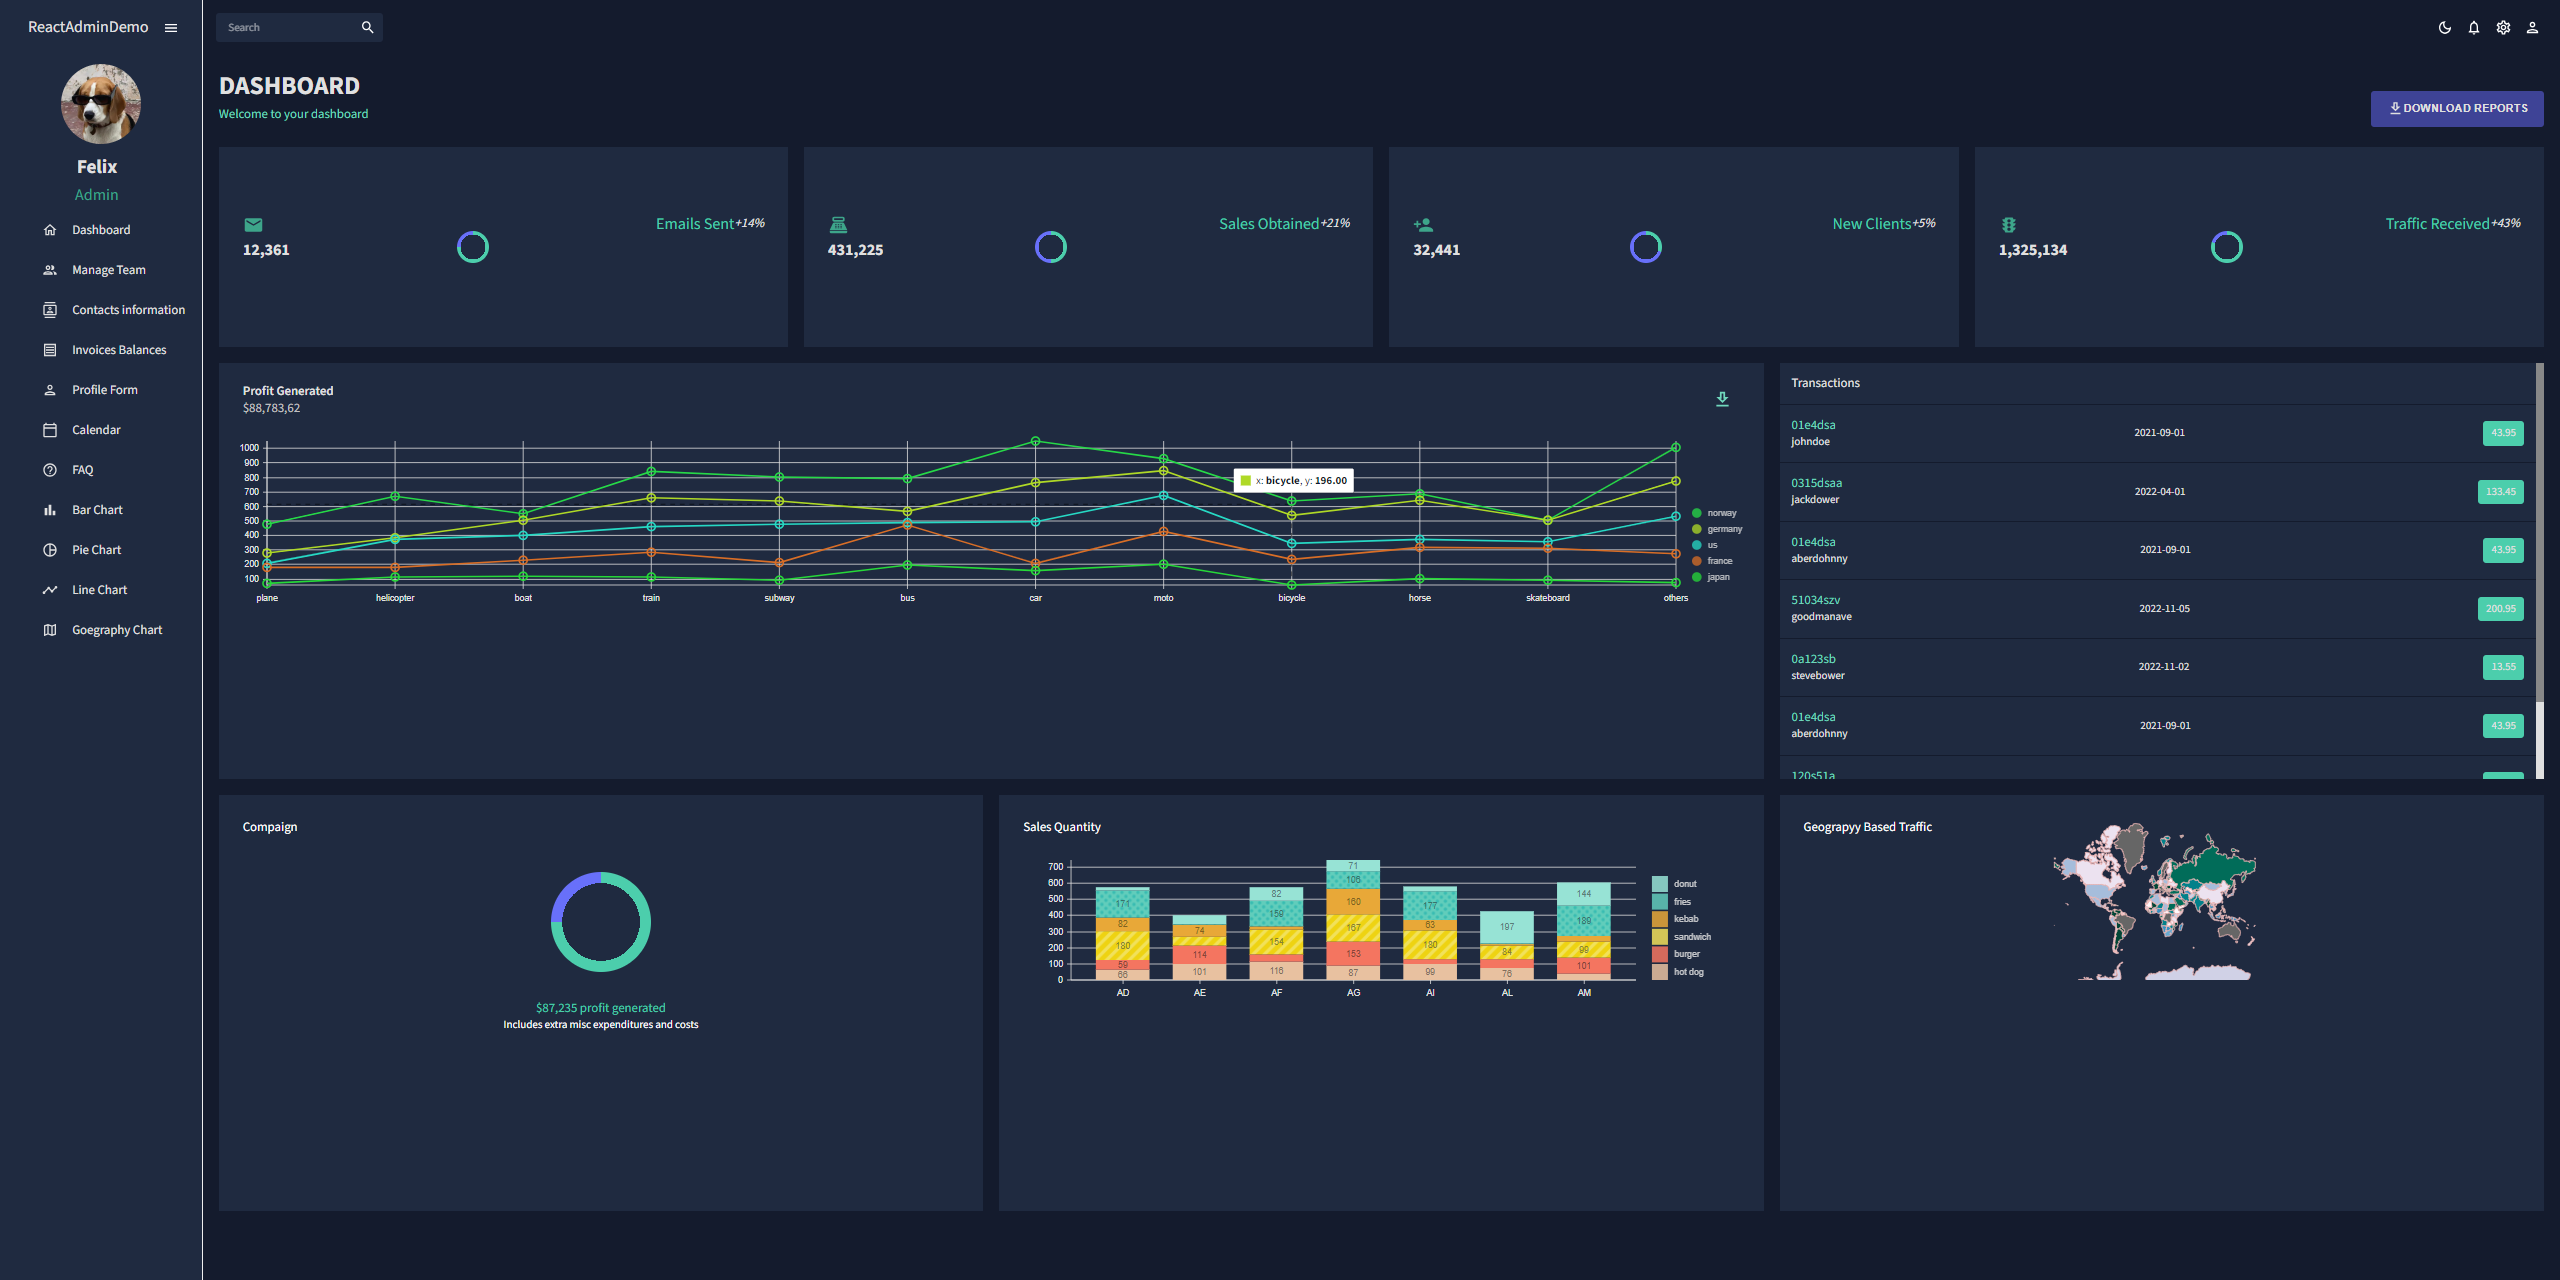 ReactAdminDemo
Search
Felix
Admin
Dashboard
Manage Team
Contacts information
Invoices Balances
Profile Form
Calendar
FAQ
Bar Chart
Pie Chart
Line Chart
Goegraphy Chart
DASHBOARD
Welcome to your dashboard
DOWNLOAD REPORTS
12,361
Emails Sent +14%
431,225
Sales Obtained +21%
32,441
New Clients +5%
1,325,134
Traffic Received +43%
Profit Generated
$88,783,62
1000
900
800
700
600
500
400
300
200
100
plane helicopter boat train subway bus car moto bicycle horse skateboard others
x: bicycle, y: 196.00
norway
germany
us
france
japan
Transactions
01e4dsa
johndoe
2021-09-01
43.95
0315dsaa
jackdower
2022-04-01
133.45
01e4dsa
aberdohnny
2021-09-01
43.95
51034szv
goodmanave
2022-11-05
200.95
0a123sb
stevebower
2022-11-02
13.55
01e4dsa
aberdohnny
2021-09-01
43.95
120s51a
Compaign
$87,235 profit generated
Includes extra misc expenditures and costs
Sales Quantity
700
600
500
400
300
200
100
0
171
82
180
59
66
74
114
101
82
159
154
116
71
106
160
167
153
87
177
63
180
99
197
84
76
144
189
99
101
AD AE AF AG AI AL AM
donut
fries
kebab
sandwich
burger
hot dog
Geograpyy Based Traffic